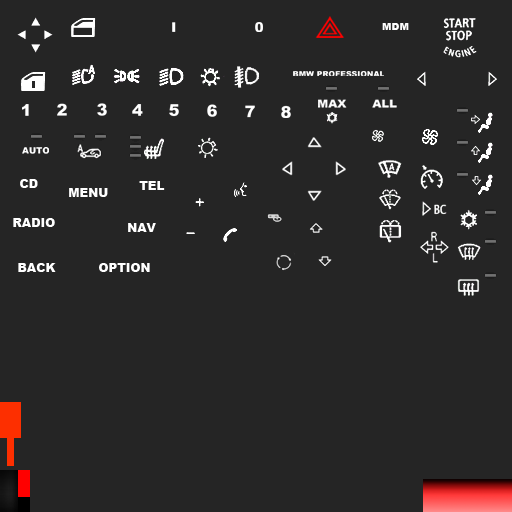 I 0 MDM START
STOP
ENGINE
BMW PROFESSIONAL
1 2 3 4 5 6 7 8 MAX ALL
AUTO A A
CD MENU TEL
+ BC
RADIO NAV −
R
L
BACK OPTION